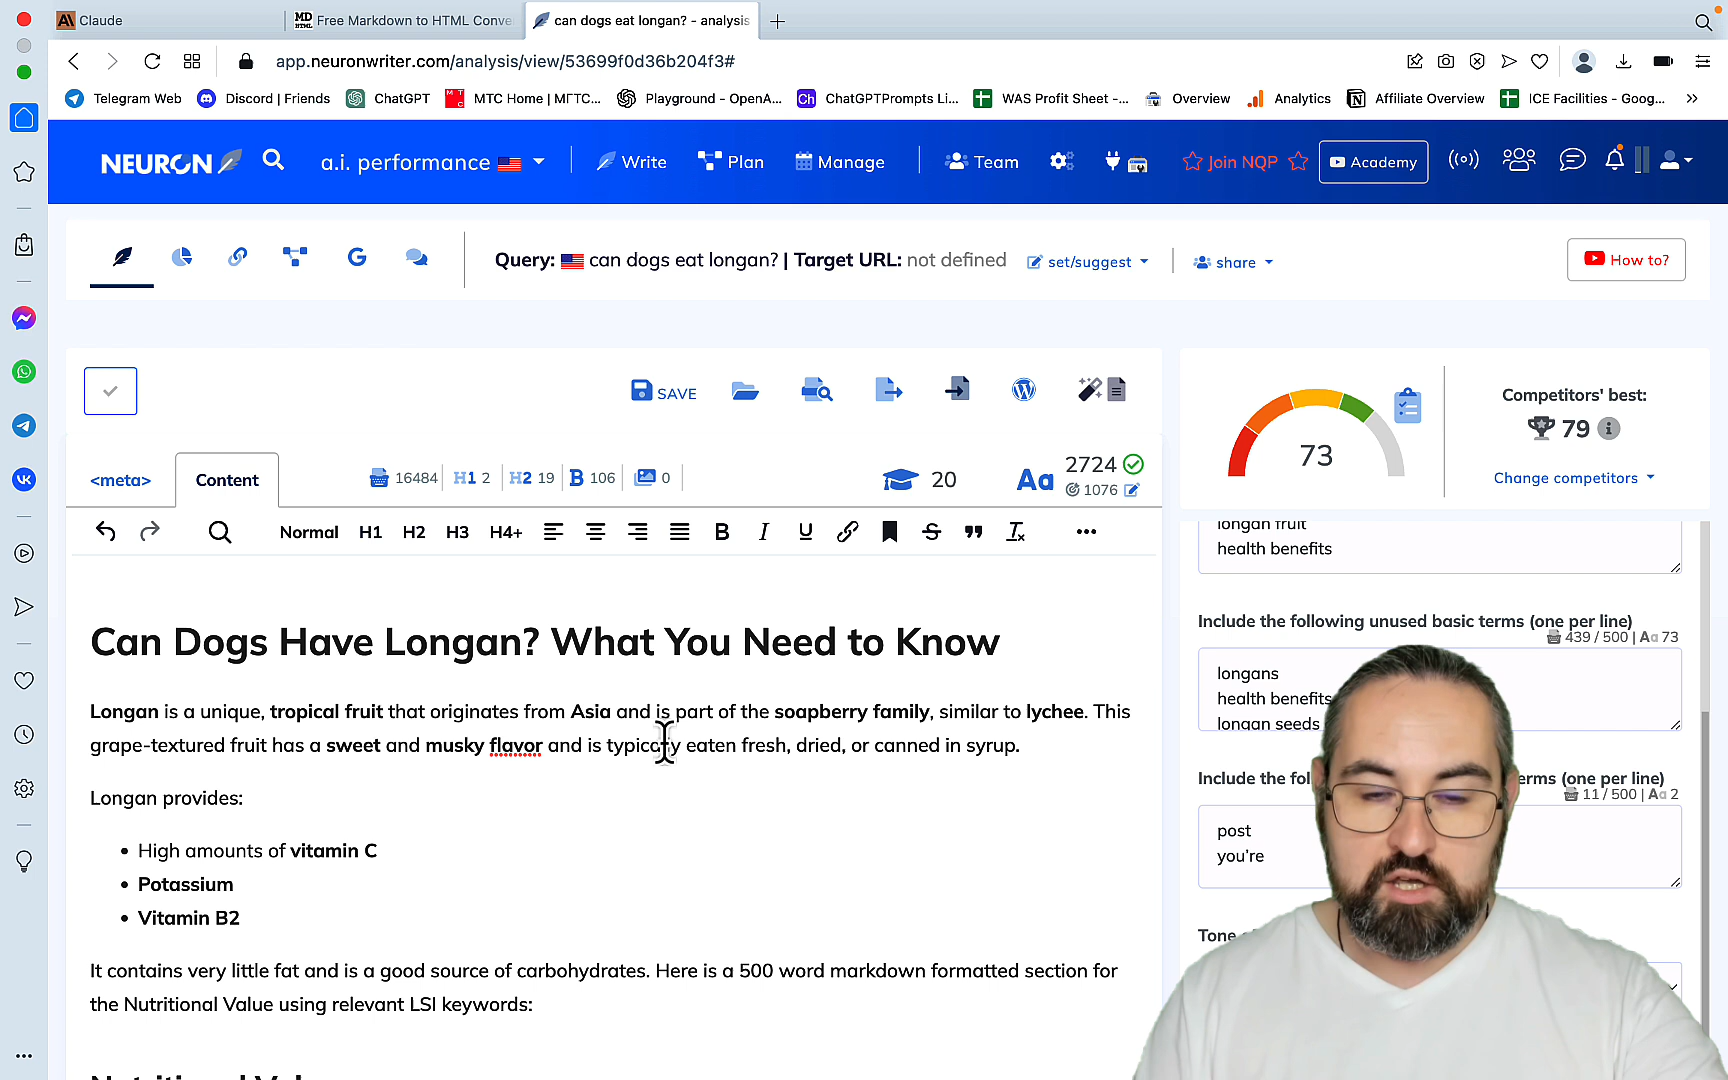 Claude
MD HTML Free Markdown to HTML Conve
can dogs eat longan? - analysis
app.neuronwriter.com/analysis/view/53699f0d36b204f3#
Telegram Web
Discord | Friends
ChatGPT
MTC Home | МГТС...
Playground - OpenA...
Ch ChatGPTPrompts Li...
WAS Profit Sheet -...
Overview
Analytics
Affiliate Overview
ICE Facilities - Goog...
NEURON
a.i. performance
Write
Plan
Manage
Team
Join NQP
Academy
Query: can dogs eat longan? | Target URL: not defined
set/suggest
share
How to?
SAVE
<meta>
Content
16484
H1 2
H2 19
B 106
0
20
Aa 2724
1076
73
Competitors' best:
79
Change competitors
Normal H1 H2 H3 H4+
Can Dogs Have Longan? What You Need to Know
Longan is a unique, tropical fruit that originates from Asia and is part of the soapberry family, similar to lychee. This
grape-textured fruit has a sweet and musky flavor and is typically eaten fresh, dried, or canned in syrup.
Longan provides:
High amounts of vitamin C
Potassium
Vitamin B2
It contains very little fat and is a good source of carbohydrates. Here is a 500 word markdown formatted section for
the Nutritional Value using relevant LSI keywords:
longan fruit
health benefits
Include the following unused basic terms (one per line)
439 / 500 | Aa 73
longans
health benefits
longan seeds
Include the
(one per line)
11 / 500 | Aa 2
post
you're
Tone